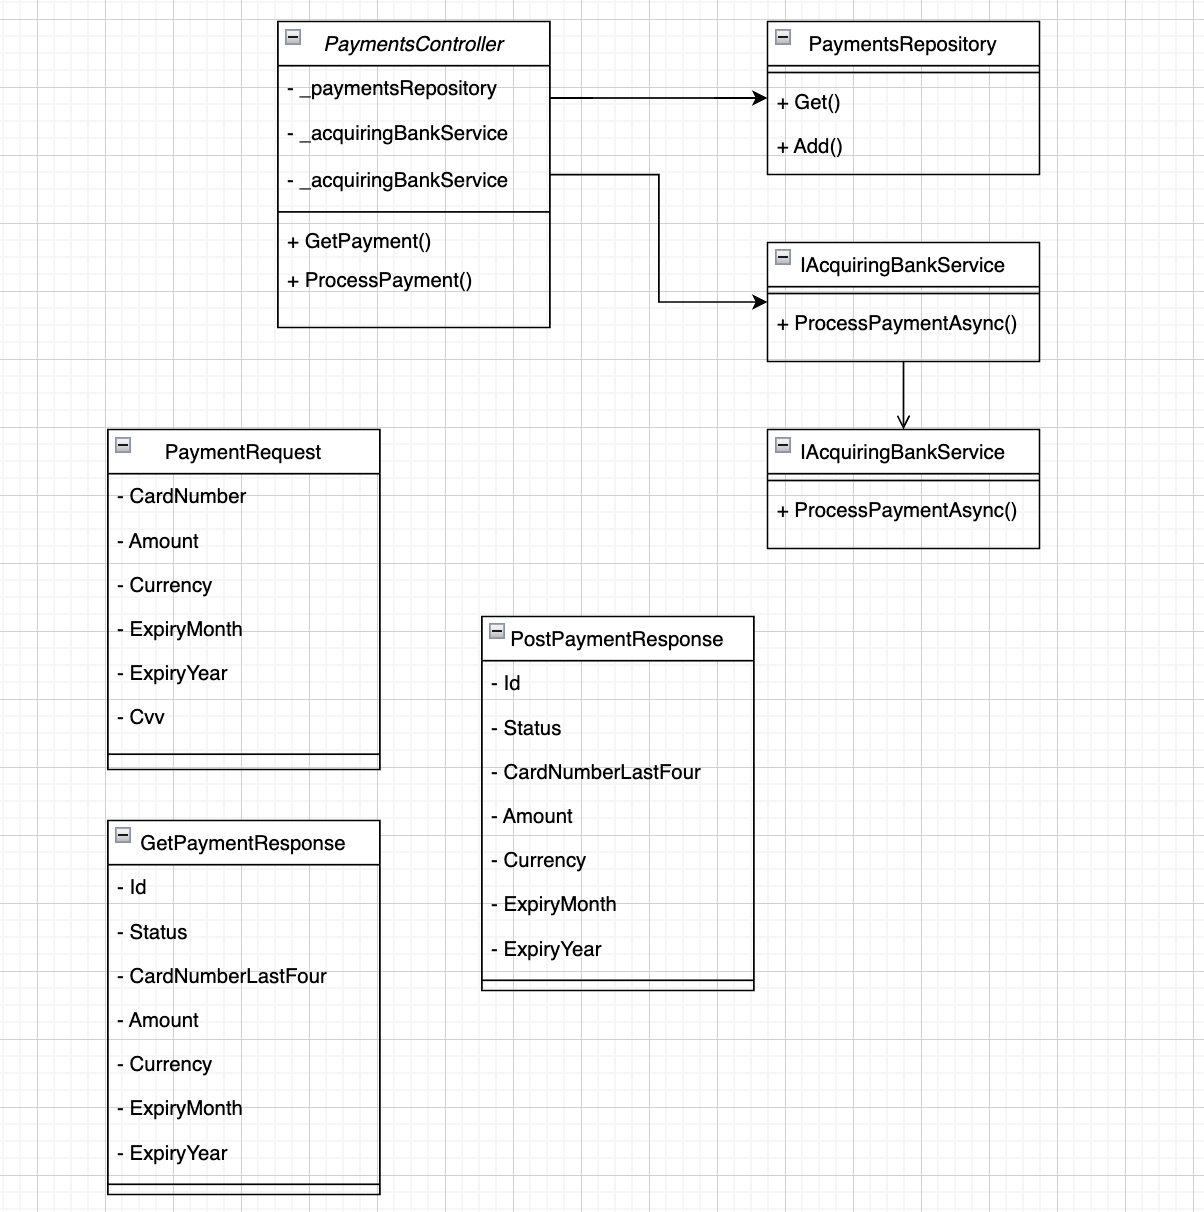 PaymentsController
- _paymentsRepository
- _acquiringBankService
- _acquiringBankService
+ GetPayment()
+ ProcessPayment()
PaymentsRepository
+ Get()
+ Add()
IAcquiringBankService
+ ProcessPaymentAsync()
IAcquiringBankService
+ ProcessPaymentAsync()
PaymentRequest
- CardNumber
- Amount
- Currency
- ExpiryMonth
- ExpiryYear
- Cvv
PostPaymentResponse
- Id
- Status
- CardNumberLastFour
- Amount
- Currency
- ExpiryMonth
- ExpiryYear
GetPaymentResponse
- Id
- Status
- CardNumberLastFour
- Amount
- Currency
- ExpiryMonth
- ExpiryYear